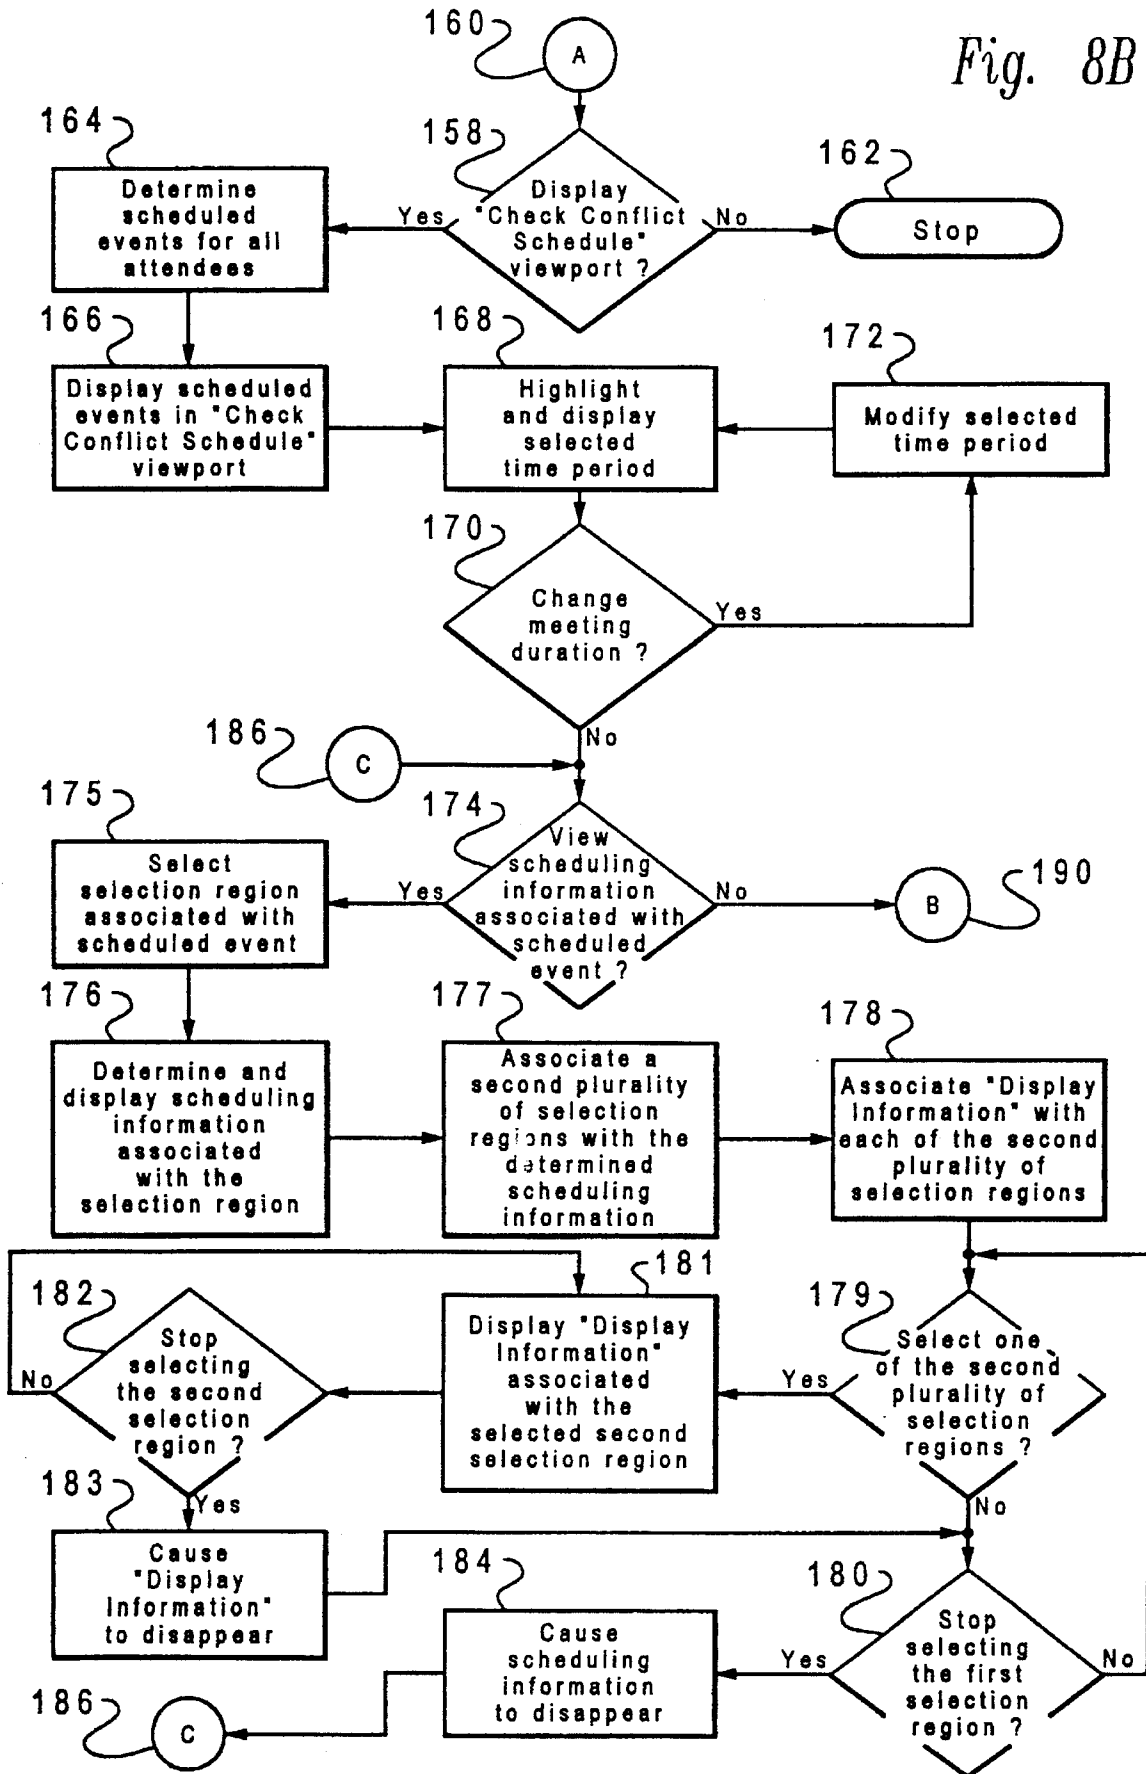 Fig. 8B
160
A
164
158
162
Determine
scheduled
events for all
attendees
Yes
Display
"Check Conflict
Schedule"
viewport ?
No
Stop
166
168
172
Display scheduled
events in "Check
Conflict Schedule"
viewport
Highlight
and display
selected
time period
Modify selected
time period
170
Change
meeting
duration ?
Yes
No
186
C
175
174
Select
selection region
associated with
scheduled event
Yes
View
scheduling
information
associated with
scheduled
event ?
No
B
190
176
177
178
Determine and
display scheduling
information
associated
with the
selection region
Associate a
second plurality
of selection
regions with the
determined
scheduling
information
Associate "Display
Information" with
each of the second
plurality of
selection regions
182
181
179
No
Stop
selecting
the second
selection
region ?
Display "Display
Information"
associated
with the
selected second
selection region
Yes
Select one
of the second
plurality of
selection
regions ?
183
Yes
No
Cause
"Display
Information"
to disappear
184
180
Cause
scheduling
information
to disappear
Yes
Stop
selecting
the first
selection
region ?
No
186
C